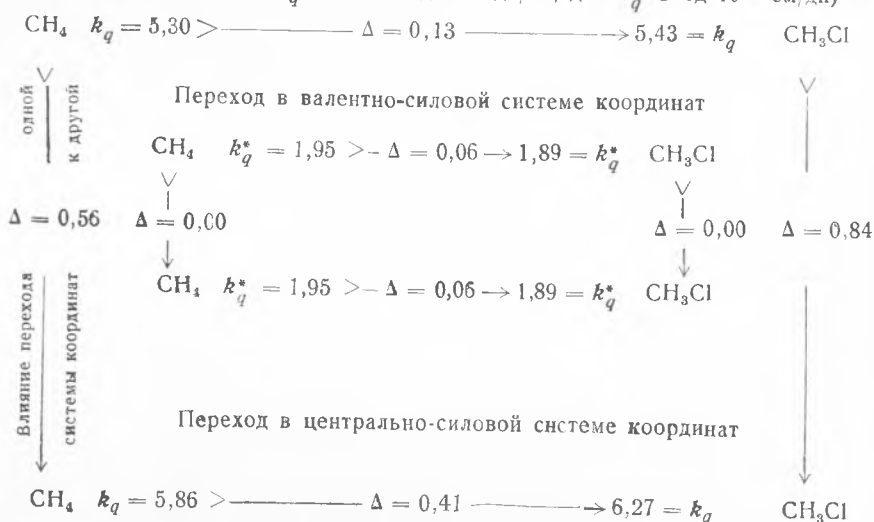 CH₄ k_q = 5,30 > Δ = 0,13 → 5,43 = k_q CH₃Cl
Переход в валентно-силовой системе координат
CH₄ k*_q = 1,95 >- Δ = 0,06 → 1,89 = k*_q CH₃Cl
Δ = 0,56 Δ = 0,00 Δ = 0,00 Δ = 0,84
CH₄ k*_q = 1,95 >- Δ = 0,06 → 1,89 = k*_q CH₃Cl
Влияние перехода одной
системы координат к другой
Переход в центрально-силовой системе координат
CH₄ k_q = 5,86 > Δ = 0,41 → 6,27 = k_q CH₃Cl